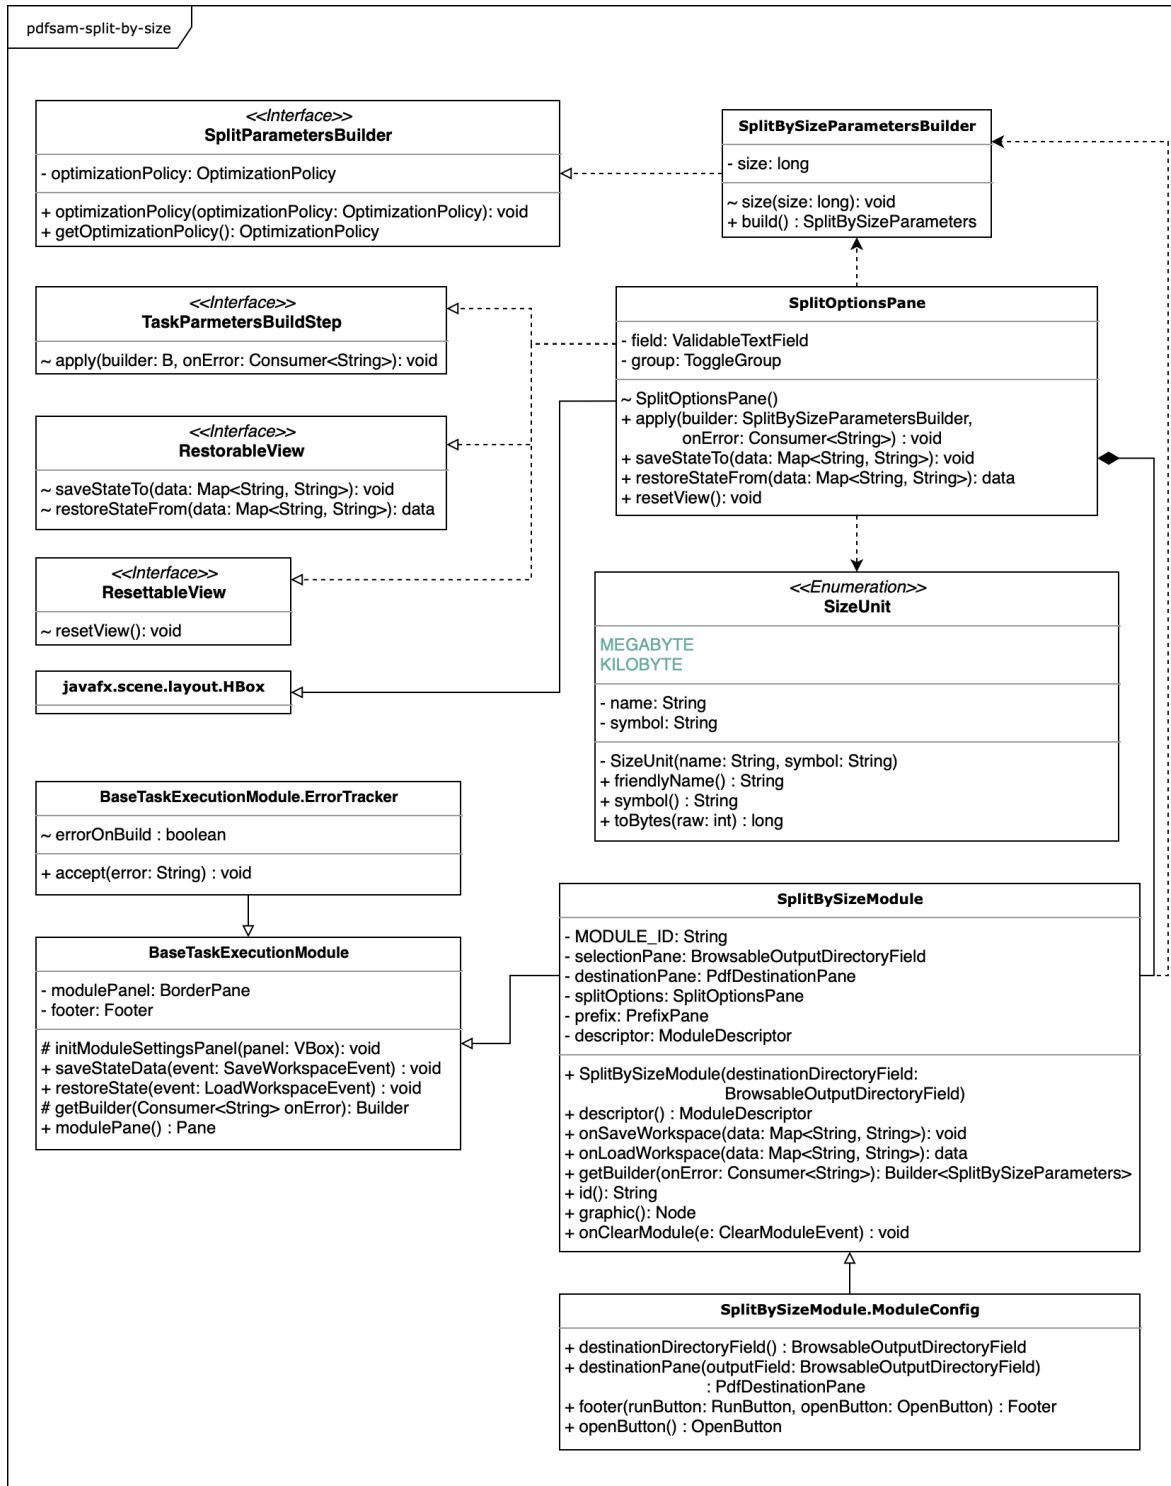 pdfsam-split-by-size
<<Interface>>
SplitParametersBuilder
- optimizationPolicy: OptimizationPolicy
+ optimizationPolicy(optimizationPolicy: OptimizationPolicy): void
+ getOptimizationPolicy(): OptimizationPolicy
SplitBySizeParametersBuilder
- size: long
~ size(size: long): void
+ build() : SplitBySizeParameters
<<Interface>>
TaskParmetersBuildStep
~ apply(builder: B, onError: Consumer<String>): void
SplitOptionsPane
- field: ValidableTextField
- group: ToggleGroup
~ SplitOptionsPane()
+ apply(builder: SplitBySizeParametersBuilder,
onError: Consumer<String>) : void
+ saveStateTo(data: Map<String, String>): void
+ restoreStateFrom(data: Map<String, String>): data
+ resetView(): void
<<Interface>>
RestorableView
~ saveStateTo(data: Map<String, String>): void
~ restoreStateFrom(data: Map<String, String>): data
<<Interface>>
ResettableView
~ resetView(): void
javafx.scene.layout.HBox
<<Enumeration>>
SizeUnit
MEGABYTE
KILOBYTE
- name: String
- symbol: String
- SizeUnit(name: String, symbol: String)
+ friendlyName() : String
+ symbol() : String
+ toBytes(raw: int) : long
BaseTaskExecutionModule.ErrorTracker
~ errorOnBuild : boolean
+ accept(error: String) : void
BaseTaskExecutionModule
- modulePanel: BorderPane
- footer: Footer
# initModuleSettingsPanel(panel: VBox): void
+ saveStateData(event: SaveWorkspaceEvent) : void
+ restoreState(event: LoadWorkspaceEvent) : void
# getBuilder(Consumer<String> onError): Builder
+ modulePane() : Pane
SplitBySizeModule
- MODULE_ID: String
- selectionPane: BrowsableOutputDirectoryField
- destinationPane: PdfDestinationPane
- splitOptions: SplitOptionsPane
- prefix: PrefixPane
- descriptor: ModuleDescriptor
+ SplitBySizeModule(destinationDirectoryField:
BrowsableOutputDirectoryField)
+ descriptor() : ModuleDescriptor
+ onSaveWorkspace(data: Map<String, String>): void
+ onLoadWorkspace(data: Map<String, String>): data
+ getBuilder(onError: Consumer<String>): Builder<SplitBySizeParameters>
+ id(): String
+ graphic(): Node
+ onClearModule(e: ClearModuleEvent) : void
SplitBySizeModule.ModuleConfig
+ destinationDirectoryField() : BrowsableOutputDirectoryField
+ destinationPane(outputField: BrowsableOutputDirectoryField)
: PdfDestinationPane
+ footer(runButton: RunButton, openButton: OpenButton) : Footer
+ openButton() : OpenButton